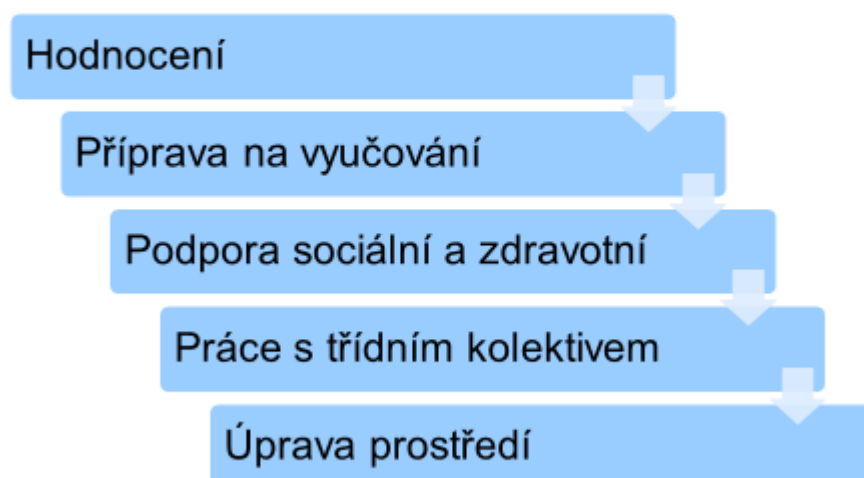 Hodnocení
Příprava na vyučování
Podpora sociální a zdravotní
Práce s třídním kolektivem
Úprava prostředí